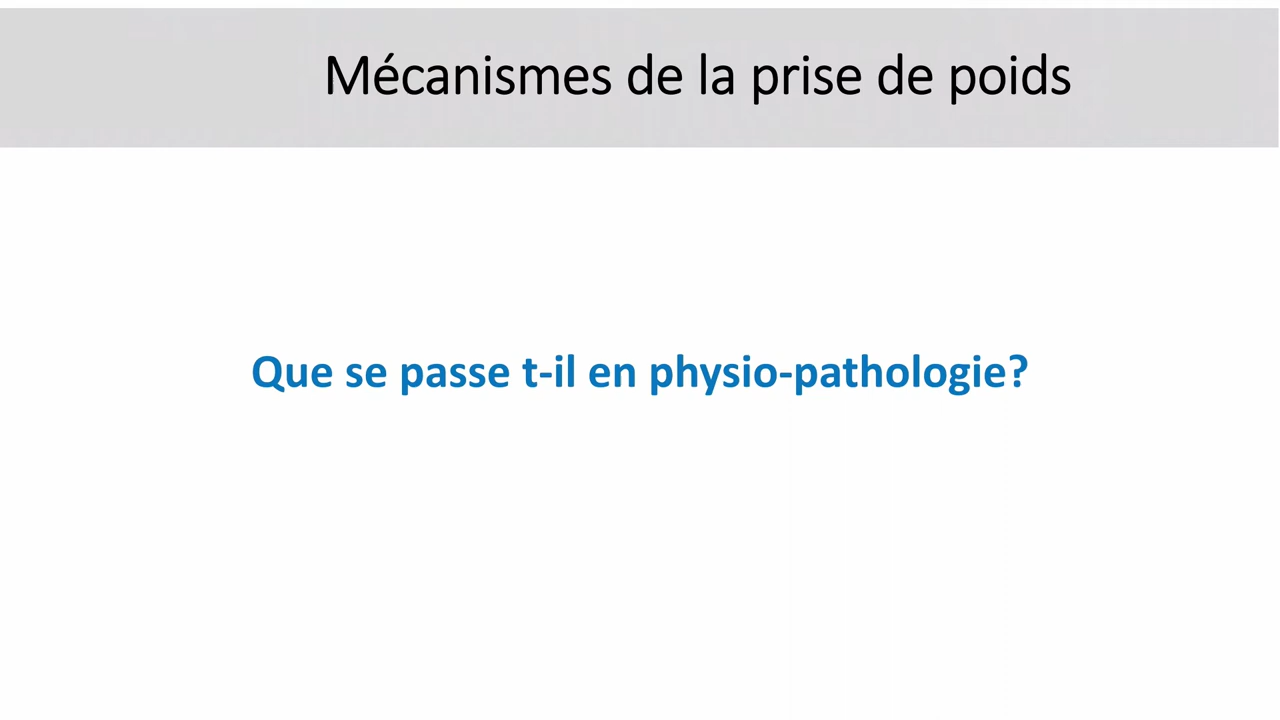 Mécanismes de la prise de poids
Que se passe t-il en physio-pathologie?